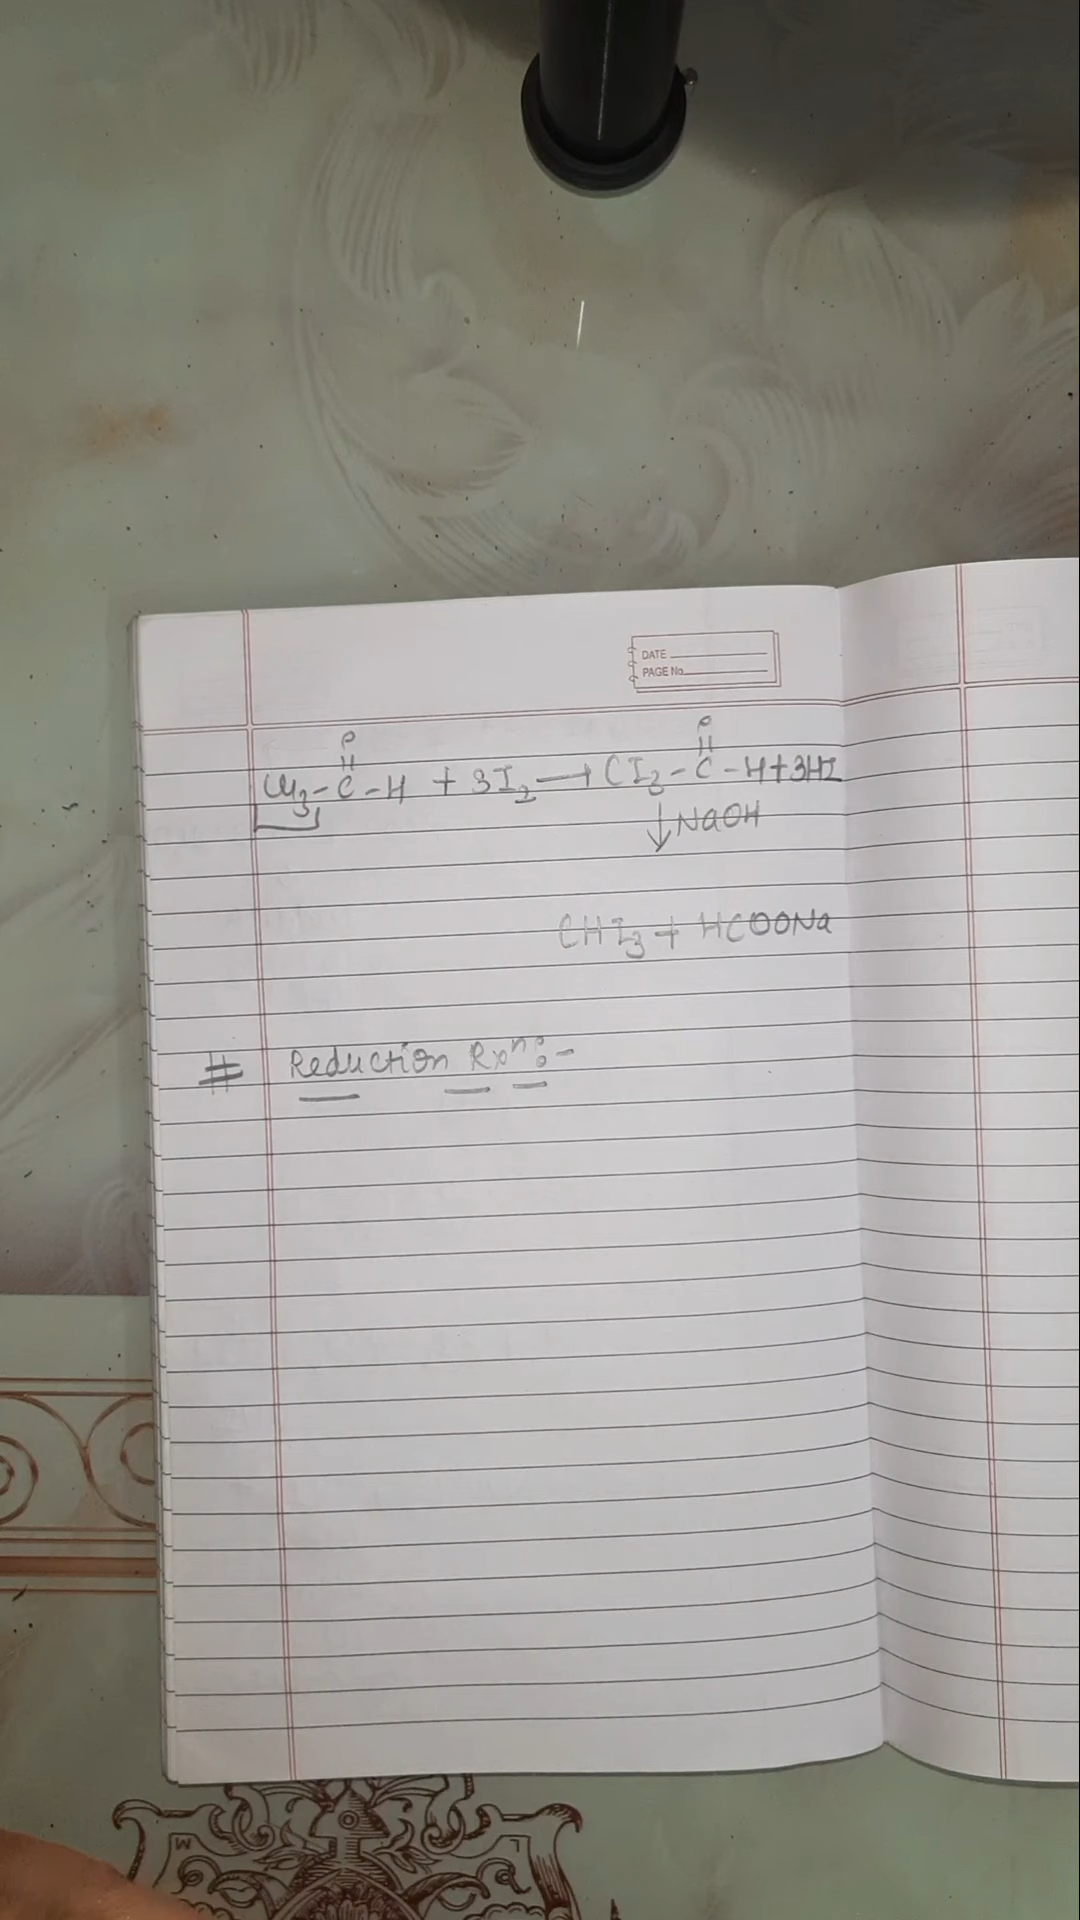 DATE
PAGE No.
O O
|| ||
CH3-C-H + 3I2 → CI3-C-H+3HI
↓NaOH
CHI3 + HCOONa
# Reduction Rxn:-